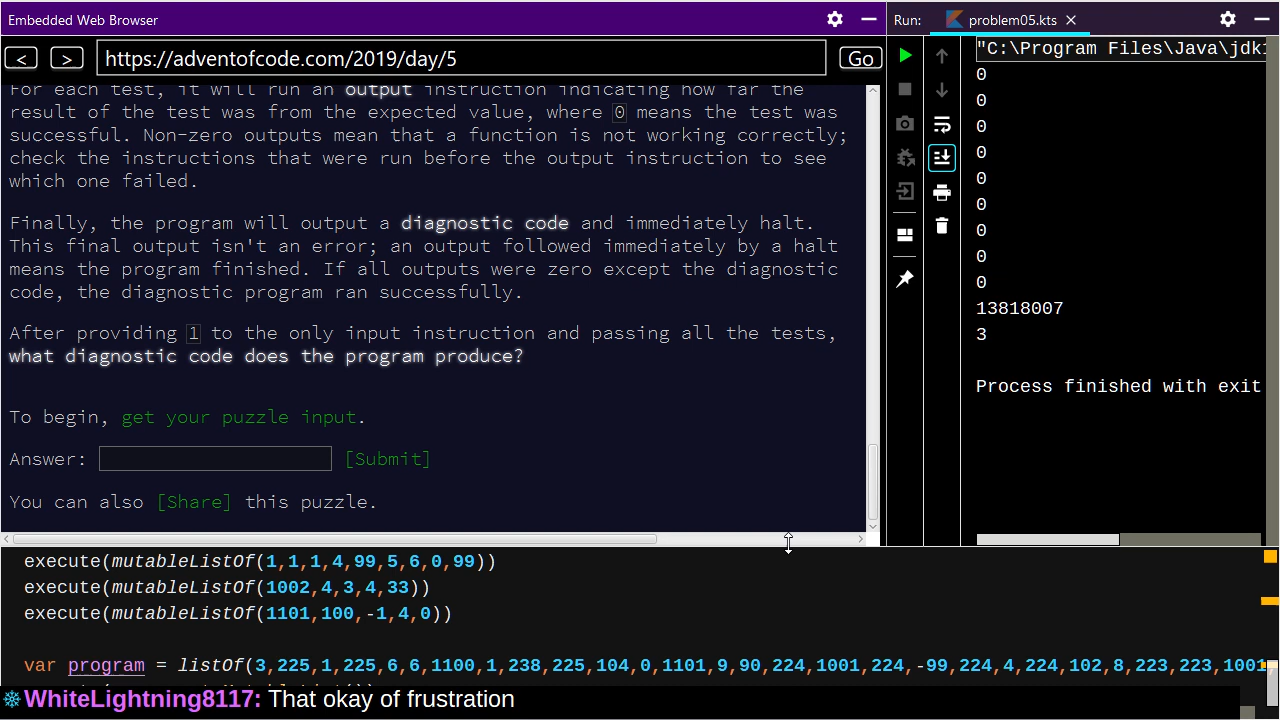 Embedded Web Browser
Run: problem05.kts
< > https://adventofcode.com/2019/day/5 Go
For each test, it will run an output instruction indicating how far the
result of the test was from the expected value, where 0 means the test was
successful. Non-zero outputs mean that a function is not working correctly;
check the instructions that were run before the output instruction to see
which one failed.
Finally, the program will output a diagnostic code and immediately halt.
This final output isn't an error; an output followed immediately by a halt
means the program finished. If all outputs were zero except the diagnostic
code, the diagnostic program ran successfully.
After providing 1 to the only input instruction and passing all the tests,
what diagnostic code does the program produce?
To begin, get your puzzle input.
Answer: [Submit]
You can also [Share] this puzzle.
"C:\Program Files\Java\jdk1
0
0
0
0
0
0
0
0
0
13818007
3
Process finished with exit
execute(mutableListOf(1,1,1,4,99,5,6,0,99))
execute(mutableListOf(1002,4,3,4,33))
execute(mutableListOf(1101,100,-1,4,0))
var program = listOf(3,225,1,225,6,6,1100,1,238,225,104,0,1101,9,90,224,1001,224,-99,224,4,224,102,8,223,223,1001,
WhiteLightning8117: That okay of frustration